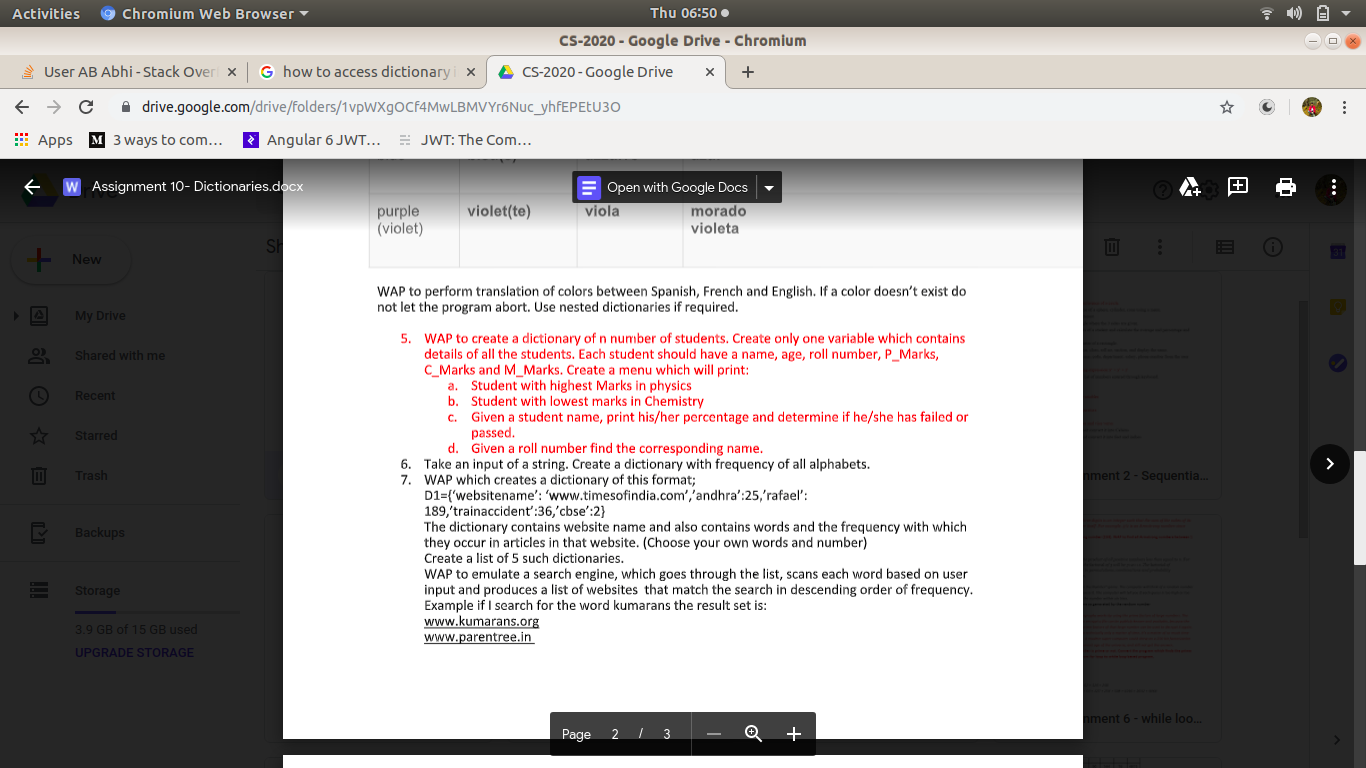 Activities Chromium Web Browser Thu 06:50
CS-2020 - Google Drive - Chromium
User AB Abhi - Stack Over how to access dictionary i CS-2020 - Google Drive
drive.google.com/drive/folders/1vpWXgOCf4MwLBMVYr6Nuc_yhfEPEtU3O
Apps 3 ways to com... Angular 6 JWT... JWT: The Com...
Assignment 10- Dictionaries.docx Open with Google Docs
purple violet(te) viola morado
(violet) violeta
New
My Drive
Shared with me
Recent
Starred
Trash
Backups
Storage
3.9 GB of 15 GB used
UPGRADE STORAGE
WAP to perform translation of colors between Spanish, French and English. If a color doesn't exist do
not let the program abort. Use nested dictionaries if required.
5. WAP to create a dictionary of n number of students. Create only one variable which contains
details of all the students. Each student should have a name, age, roll number, P_Marks,
C_Marks and M_Marks. Create a menu which will print:
a. Student with highest Marks in physics
b. Student with lowest marks in Chemistry
c. Given a student name, print his/her percentage and determine if he/she has failed or
passed.
d. Given a roll number find the corresponding name.
6. Take an input of a string. Create a dictionary with frequency of all alphabets.
7. WAP which creates a dictionary of this format;
D1={‘websitename’: ‘www.timesofindia.com’,’andhra’:25,’rafael’:
189,’trainaccident’:36,’cbse’:2}
The dictionary contains website name and also contains words and the frequency with which
they occur in articles in that website. (Choose your own words and number)
Create a list of 5 such dictionaries.
WAP to emulate a search engine, which goes through the list, scans each word based on user
input and produces a list of websites that match the search in descending order of frequency.
Example if I search for the word kumarans the result set is:
www.kumarans.org
www.parentree.in
nment 2 - Sequentia...
nment 6 - while loo...
Page 2 / 3